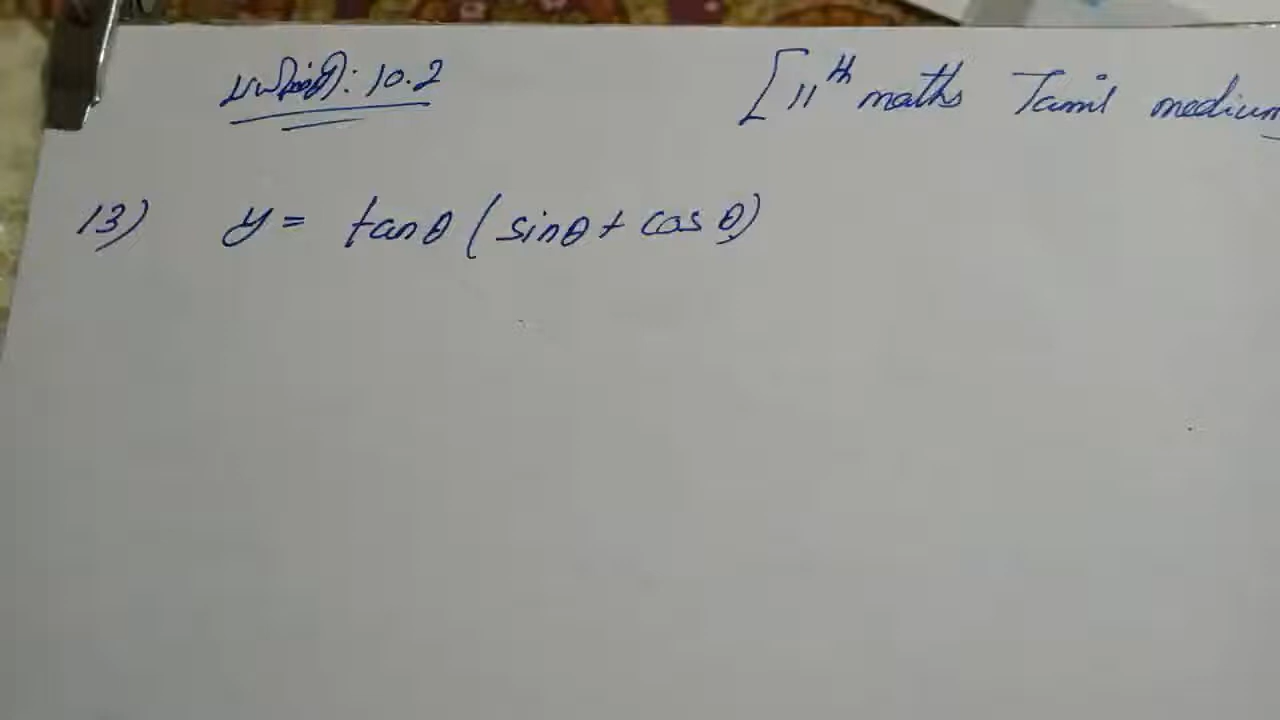 பயிற்சி: 10.2
[11th maths Tamil medium
13) y = tanθ (sinθ + cosθ)